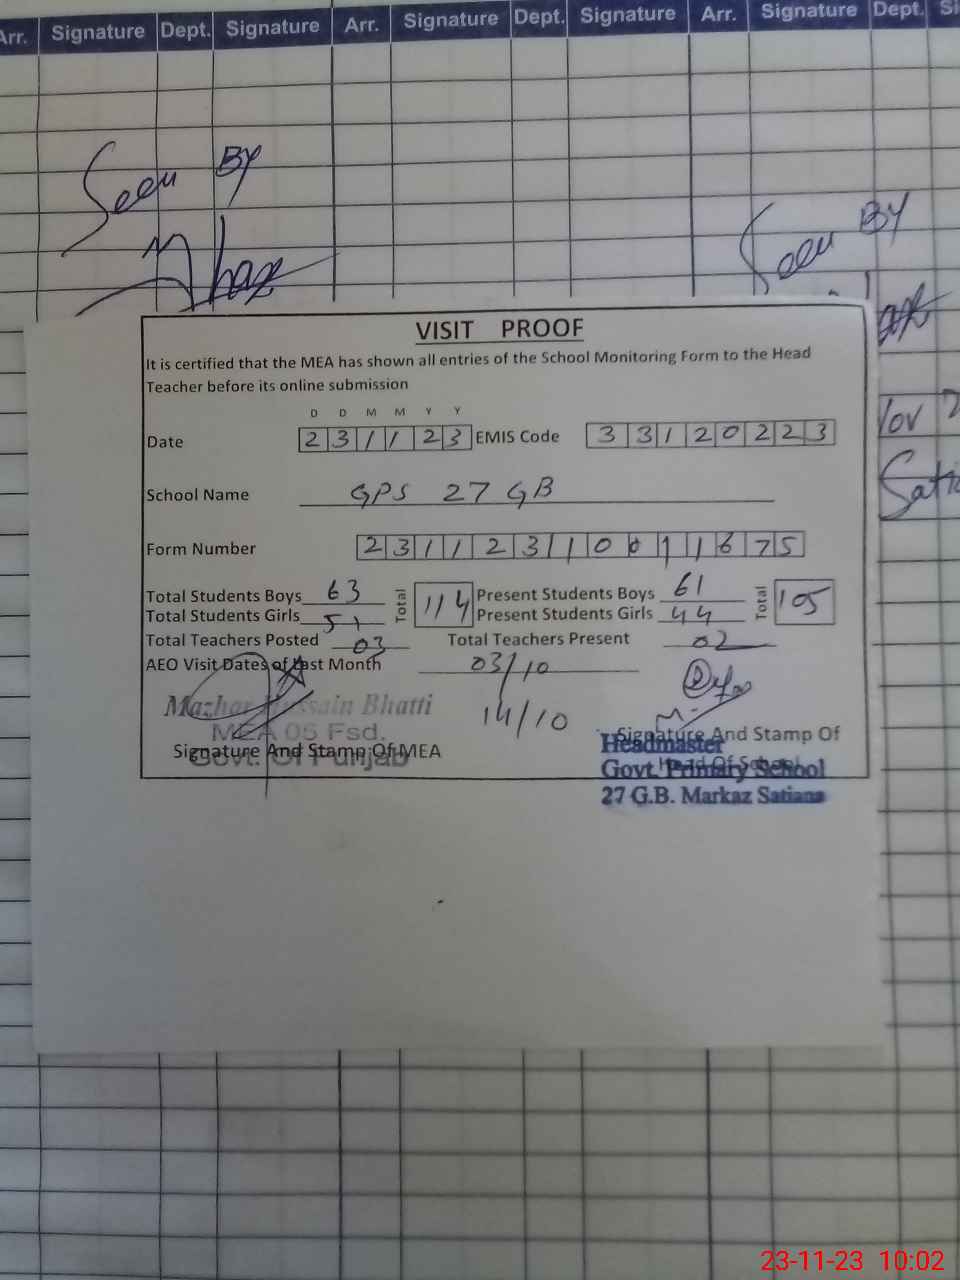 Arr. Signature Dept. Signature Arr. Signature Dept. Signature Arr. Signature Dept.
Seen BY
Seen BY
VISIT PROOF
It is certified that the MEA has shown all entries of the School Monitoring Form to the Head
Teacher before its online submission
D D M M Y Y
Date 231123 EMIS Code 33120223
School Name GPS 27 GB
Form Number 23112310011675
Total Students Boys 63 Total 114 Present Students Boys 61 Total 105
Total Students Girls 51 Present Students Girls 44
Total Teachers Posted 03 Total Teachers Present 02
AEO Visit Dates of Last Month 03/10
14/10
Mazhar Hussain Bhatti
MEA 05 Fsd.
Govt. Of Punjab
Signature And Stamp Of MEA
Signature And Stamp Of
Head Of School
Headmaster
Govt. Primary School
27 G.B. Markaz Satiana
23-11-23 10:02